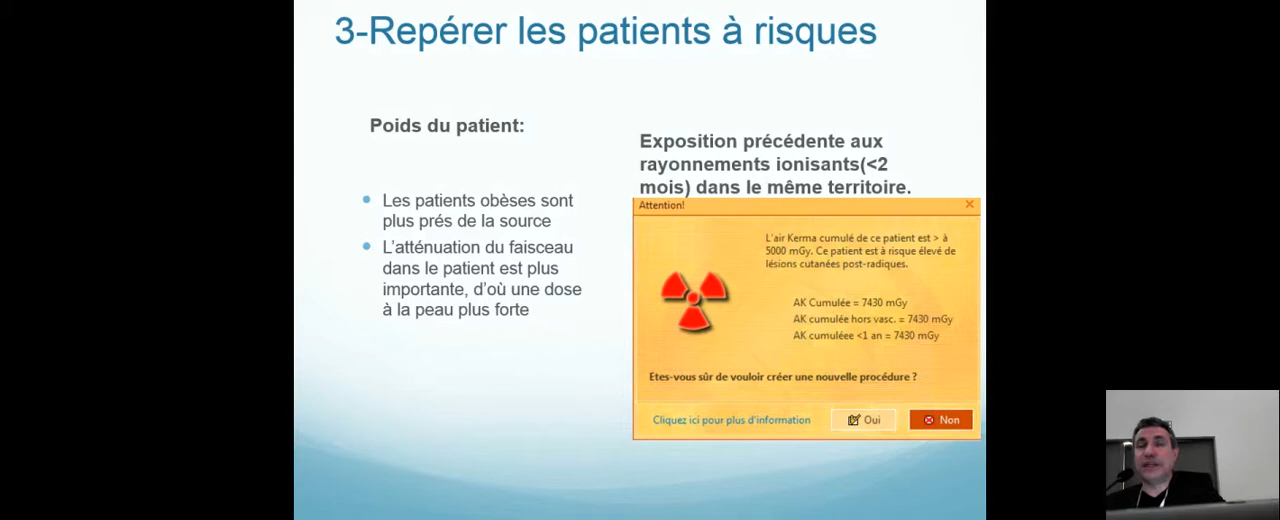 3-Repérer les patients à risques
Poids du patient:
Les patients obèses sont
plus prés de la source
L'atténuation du faisceau
dans le patient est plus
importante, d'où une dose
à la peau plus forte
Exposition précédente aux
rayonnements ionisants(<2
mois) dans le même territoire.
Attention!
L'air Kerma cumulé de ce patient est > à
5000 mGy. Ce patient est à risque élevé de
lésions cutanées post-radiques.
AK Cumulée = 7430 mGy
AK cumulée hors vasc. = 7430 mGy
AK cumuléee <1 an = 7430 mGy
Etes-vous sûr de vouloir créer une nouvelle procédure ?
Cliquez ici pour plus d'information
Oui
Non